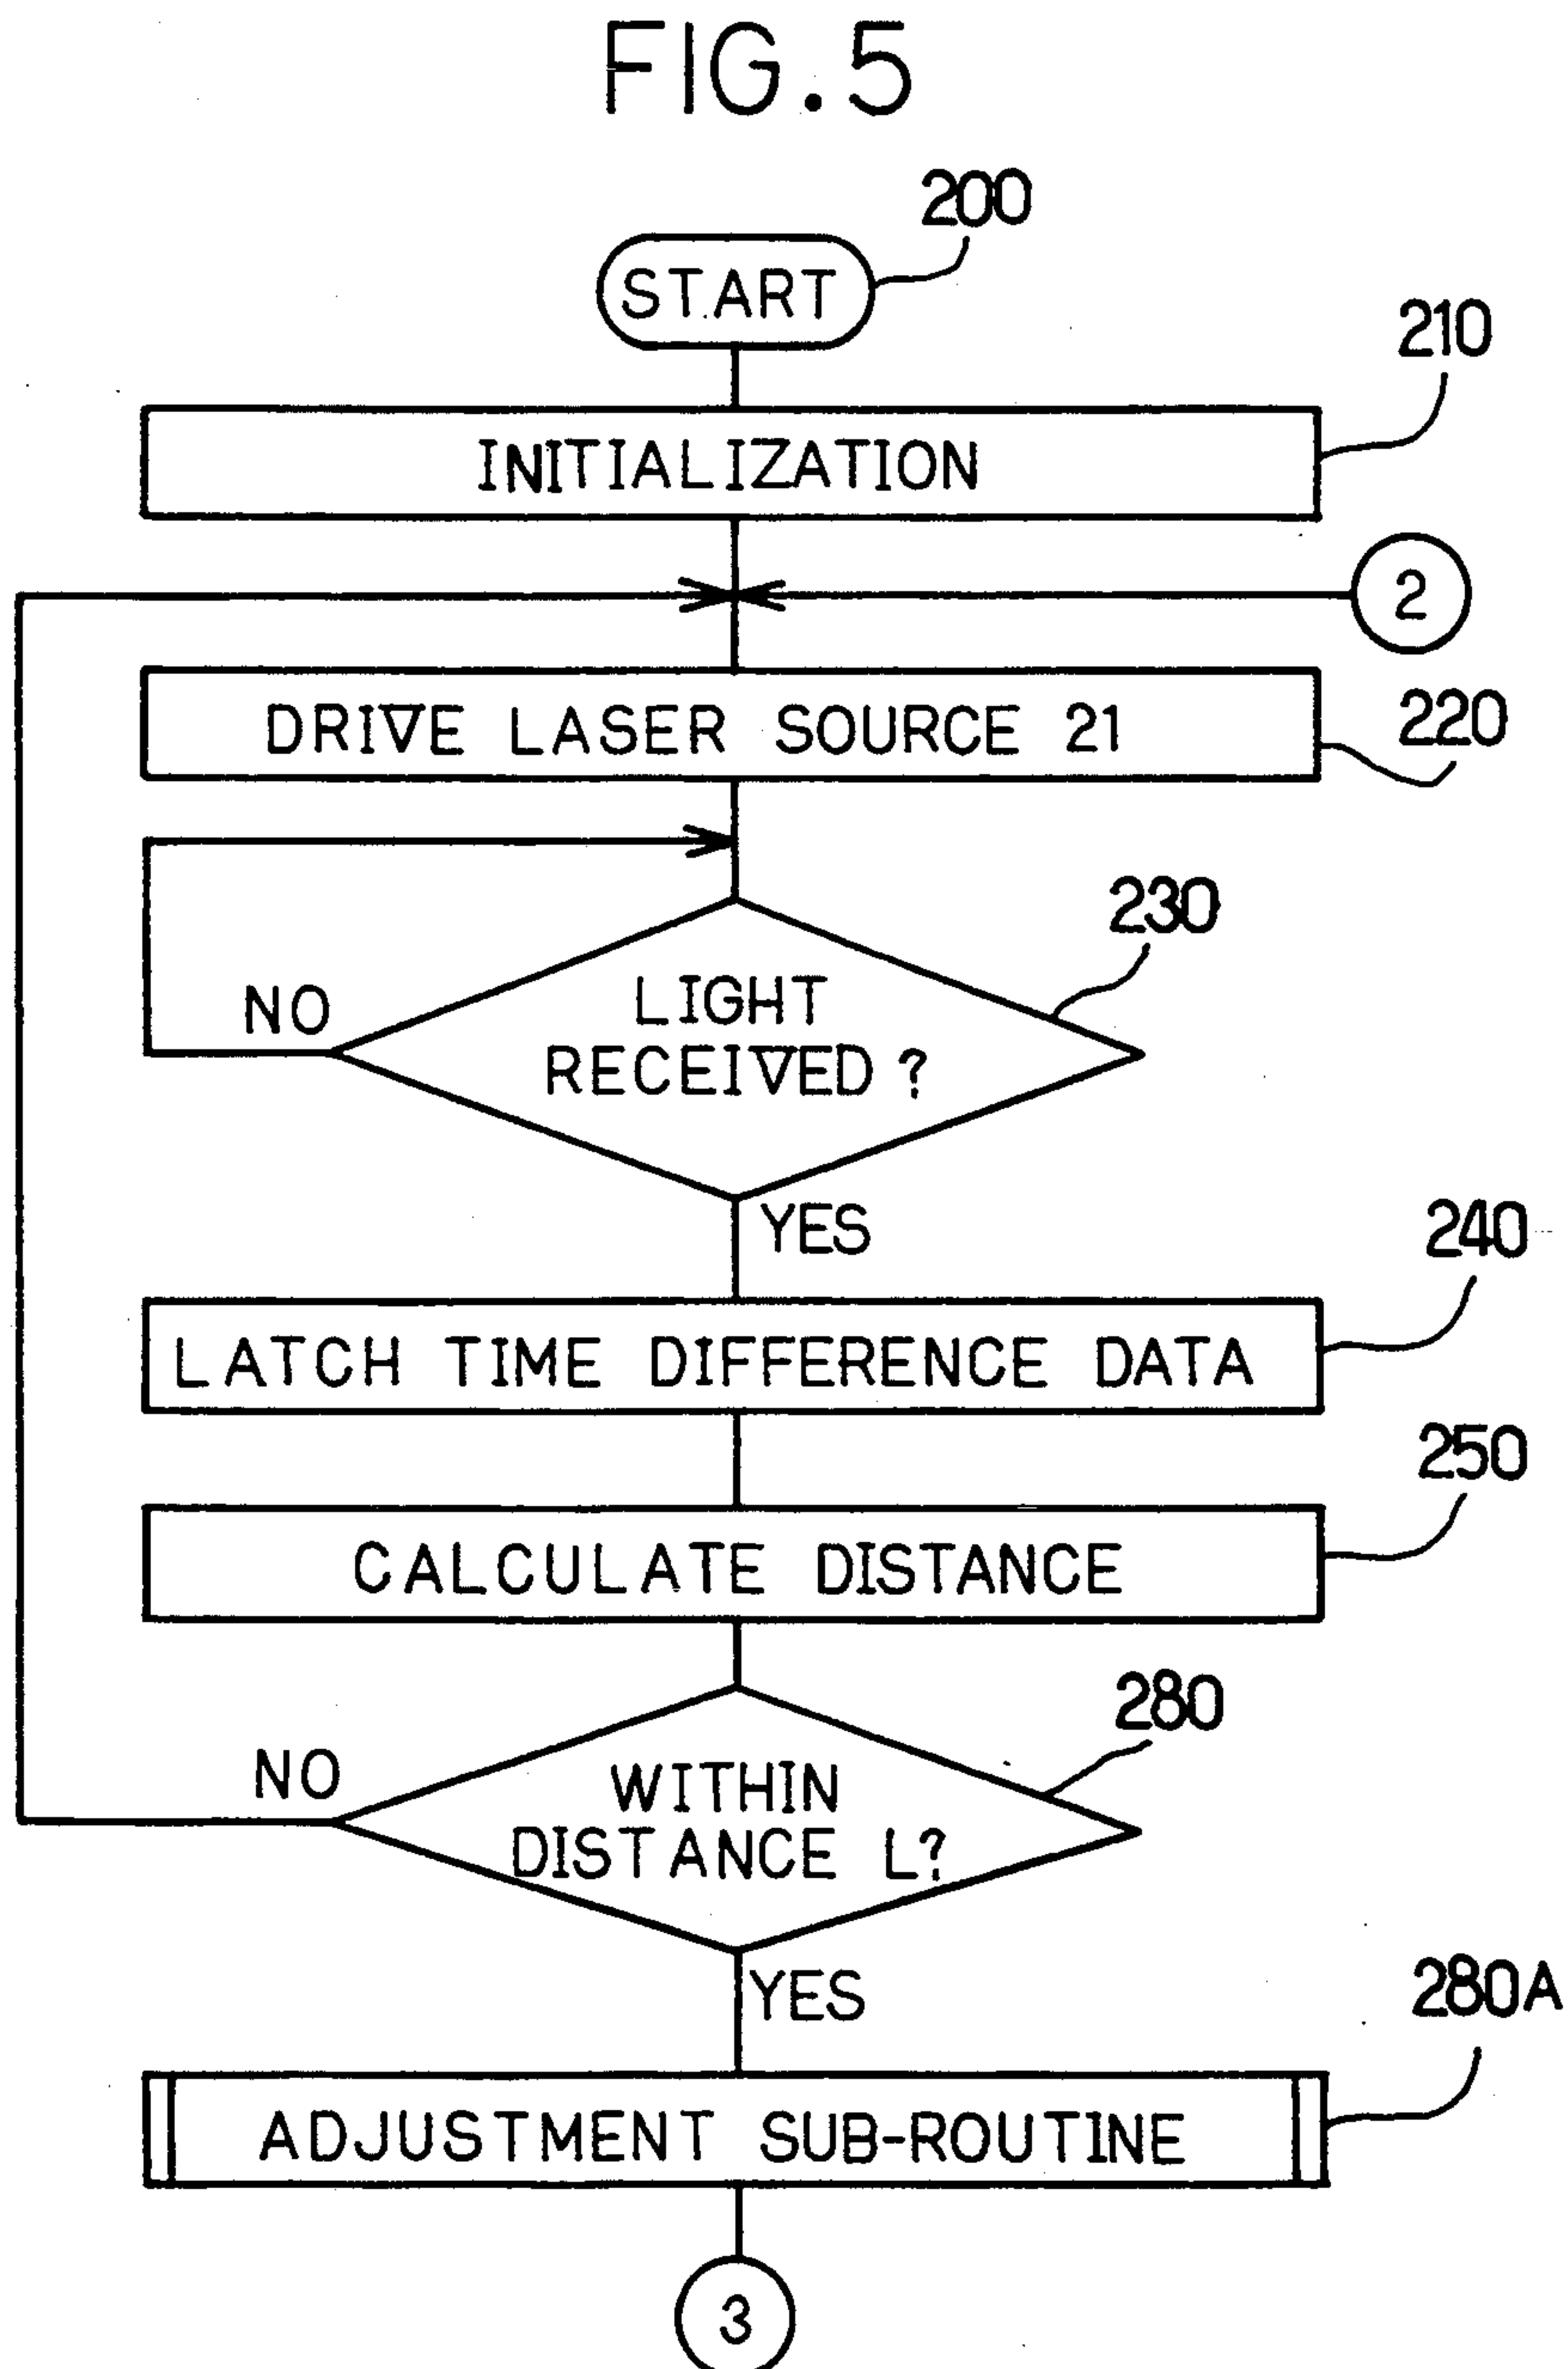 FIG.5
200
START
210
INITIALIZATION
2
DRIVE LASER SOURCE 21
220
230
LIGHT
RECEIVED ?
NO
YES
240
LATCH TIME DIFFERENCE DATA
250
CALCULATE DISTANCE
280
NO
WITHIN
DISTANCE L?
YES
280A
ADJUSTMENT SUB-ROUTINE
3